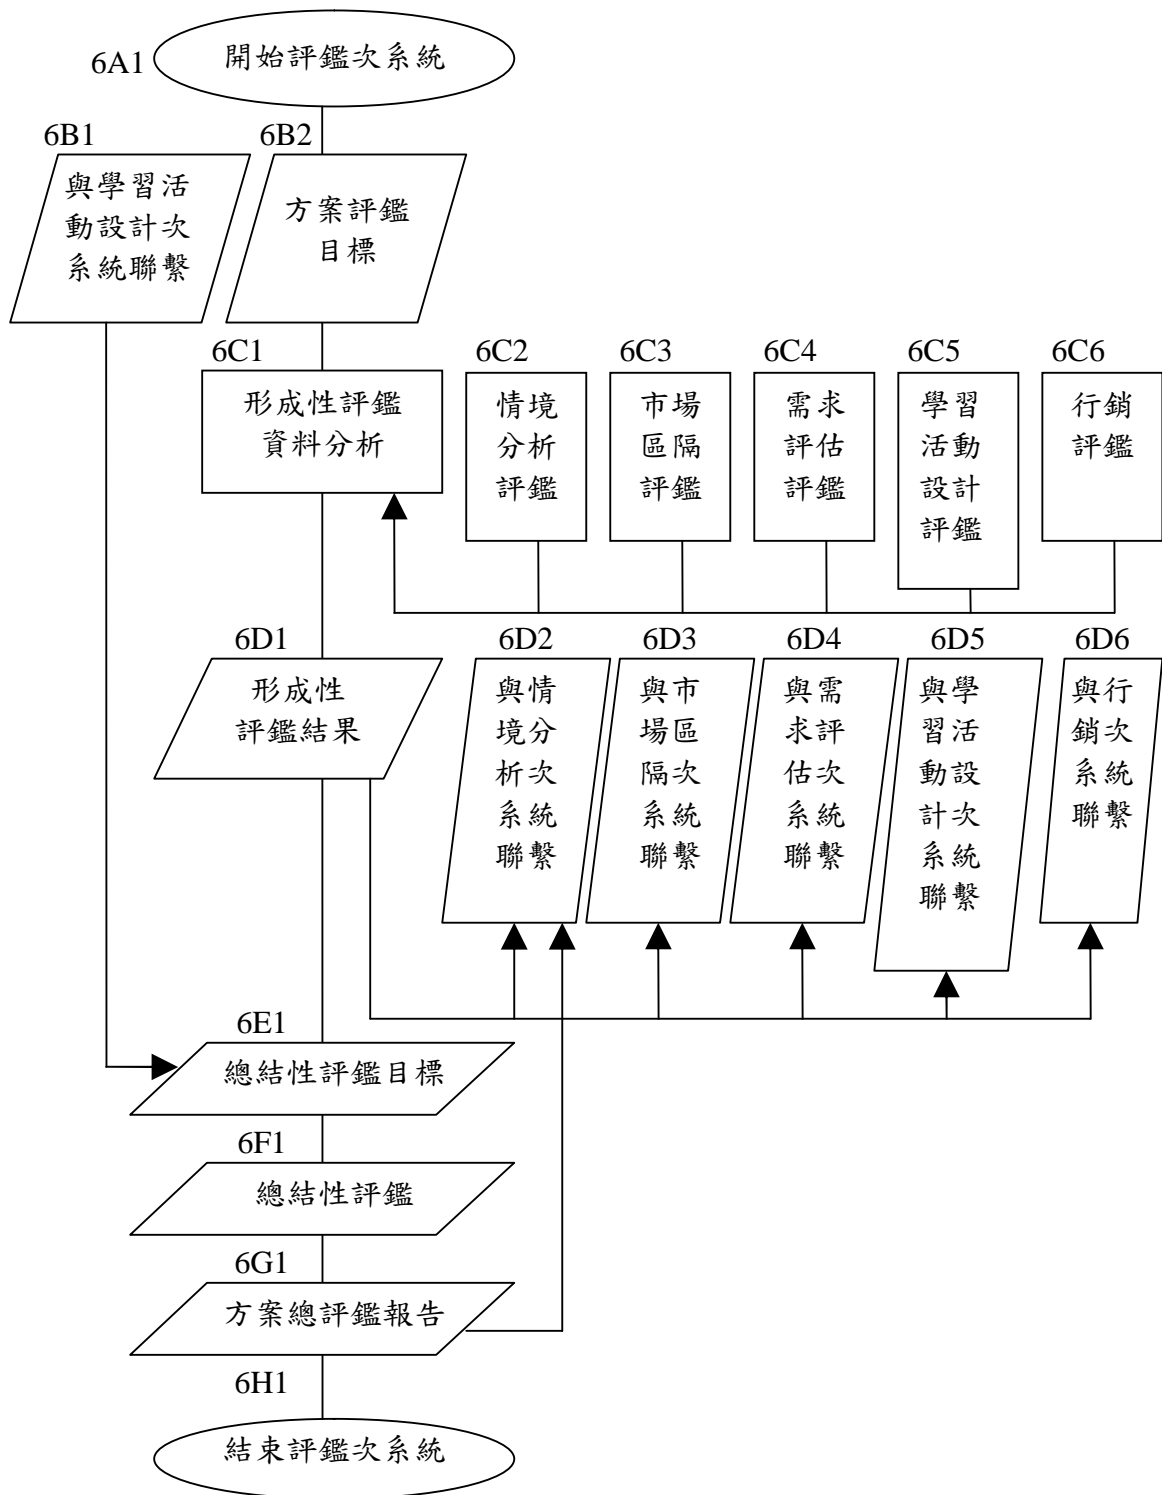 6A1
開始評鑑次系統
6B1
與學習活
動設計次
系統聯繫
6B2
方案評鑑
目標
6C1
形成性評鑑
資料分析
6C2
情境
分析
評鑑
6C3
市場
區隔
評鑑
6C4
需求
評估
評鑑
6C5
學習
活動
設計
評鑑
6C6
行銷
評鑑
6D1
形成性
評鑑結果
6D2
與情
境分
析次
系統
聯繫
6D3
與市
場區
隔次
系統
聯繫
6D4
與需
求評
估次
系統
聯繫
6D5
與學
習活
動設
計次
系統
聯繫
6D6
與行
銷次
系統
聯繫
6E1
總結性評鑑目標
6F1
總結性評鑑
6G1
方案總評鑑報告
6H1
結束評鑑次系統